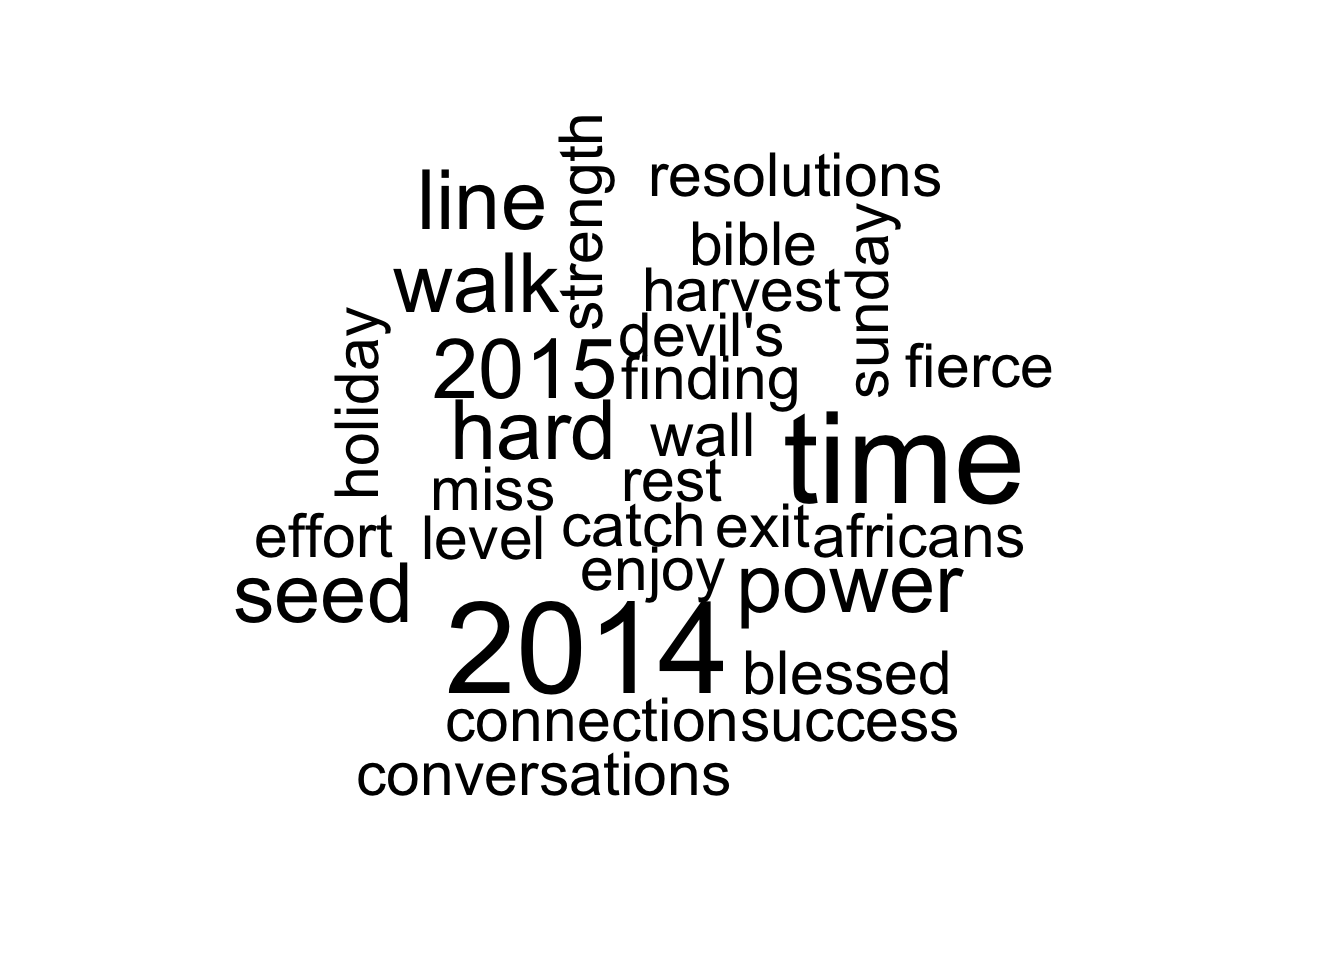 strength
resolutions
line
bible
sunday
walk
harvest
holiday
devil's
2015
finding
fierce
hard
wall
time
miss
rest
effort
level
catch
exit
africans
enjoy
seed
power
2014
blessed
connection
success
conversations